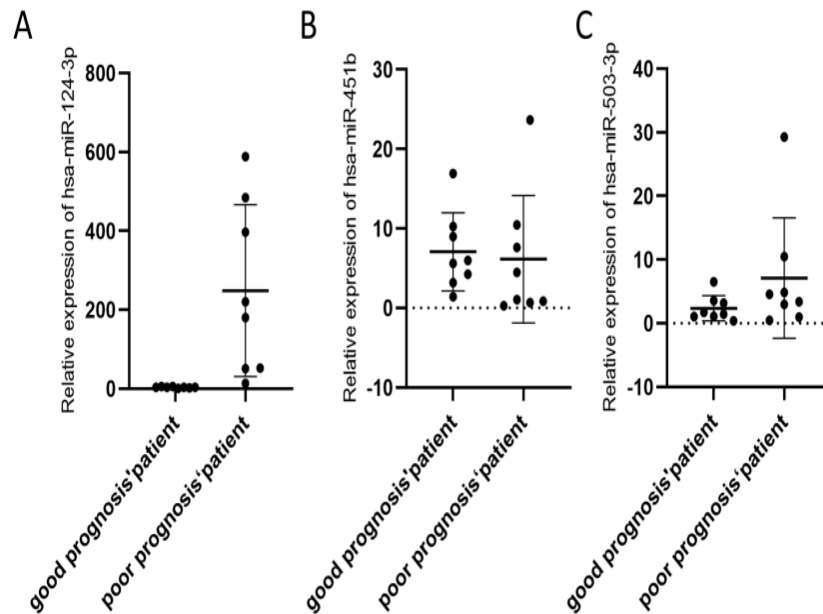 A
Relative expression of hsa-miR-124-3p
800
600
400
200
0
good prognosis'patient
poor prognosis‘patient
B
Relative expression of hsa-miR-451b
30
20
10
0
-10
good prognosis'patient
poor prognosis‘patient
C
Relative expression of hsa-miR-503-3p
40
30
20
10
0
-10
good prognosis'patient
poor prognosis‘patient